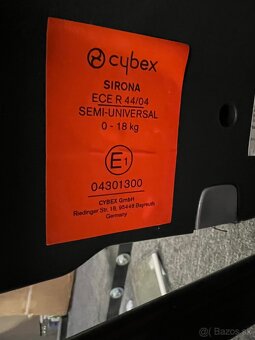 cybex
SIRONA
ECE R 44/04
SEMI-UNIVERSAL
0 - 18 kg
E1
04301300
CYBEX GmbH
Riedinger Str. 18, 95448 Bayreuth
Germany
Bazos.sk